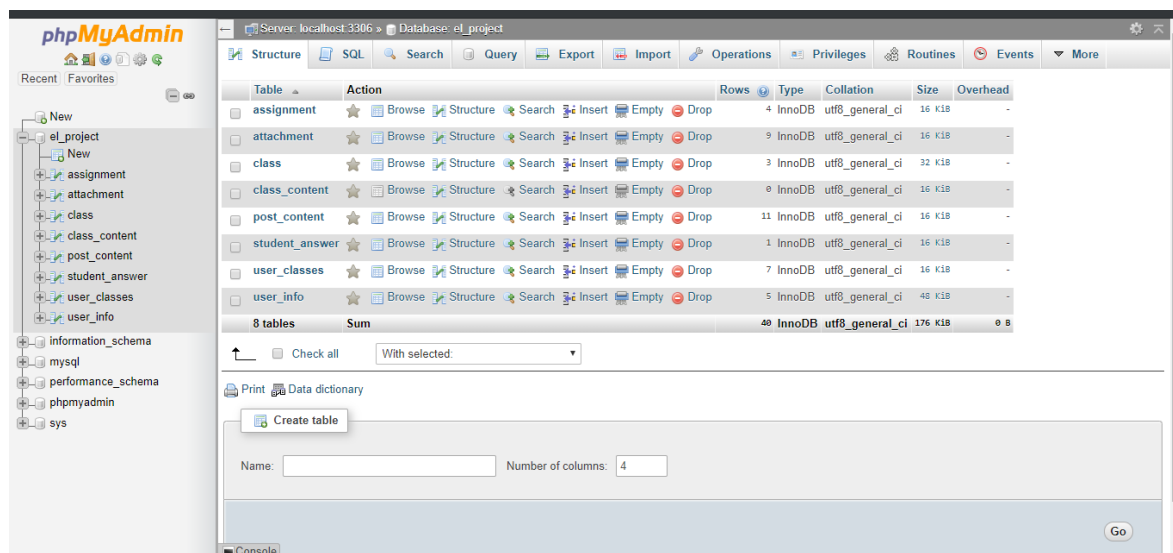 phpMyAdmin
Recent Favorites
New
el_project
New
assignment
attachment
class
class_content
post_content
student_answer
user_classes
user_info
information_schema
mysql
performance_schema
phpmyadmin
sys
Server: localhost:3306 » Database: el_project
Structure SQL Search Query Export Import Operations Privileges Routines Events More
Table Action Rows Type Collation Size Overhead
assignment Browse Structure Search Insert Empty Drop 4 InnoDB utf8_general_ci 16 KiB -
attachment Browse Structure Search Insert Empty Drop 9 InnoDB utf8_general_ci 16 KiB -
class Browse Structure Search Insert Empty Drop 3 InnoDB utf8_general_ci 32 KiB -
class_content Browse Structure Search Insert Empty Drop 0 InnoDB utf8_general_ci 16 KiB -
post_content Browse Structure Search Insert Empty Drop 11 InnoDB utf8_general_ci 16 KiB -
student_answer Browse Structure Search Insert Empty Drop 1 InnoDB utf8_general_ci 16 KiB -
user_classes Browse Structure Search Insert Empty Drop 7 InnoDB utf8_general_ci 16 KiB -
user_info Browse Structure Search Insert Empty Drop 5 InnoDB utf8_general_ci 48 KiB -
8 tables Sum 40 InnoDB utf8_general_ci 176 KiB 0 B
Check all With selected:
Print Data dictionary
Create table
Name: Number of columns: 4
Go
Console